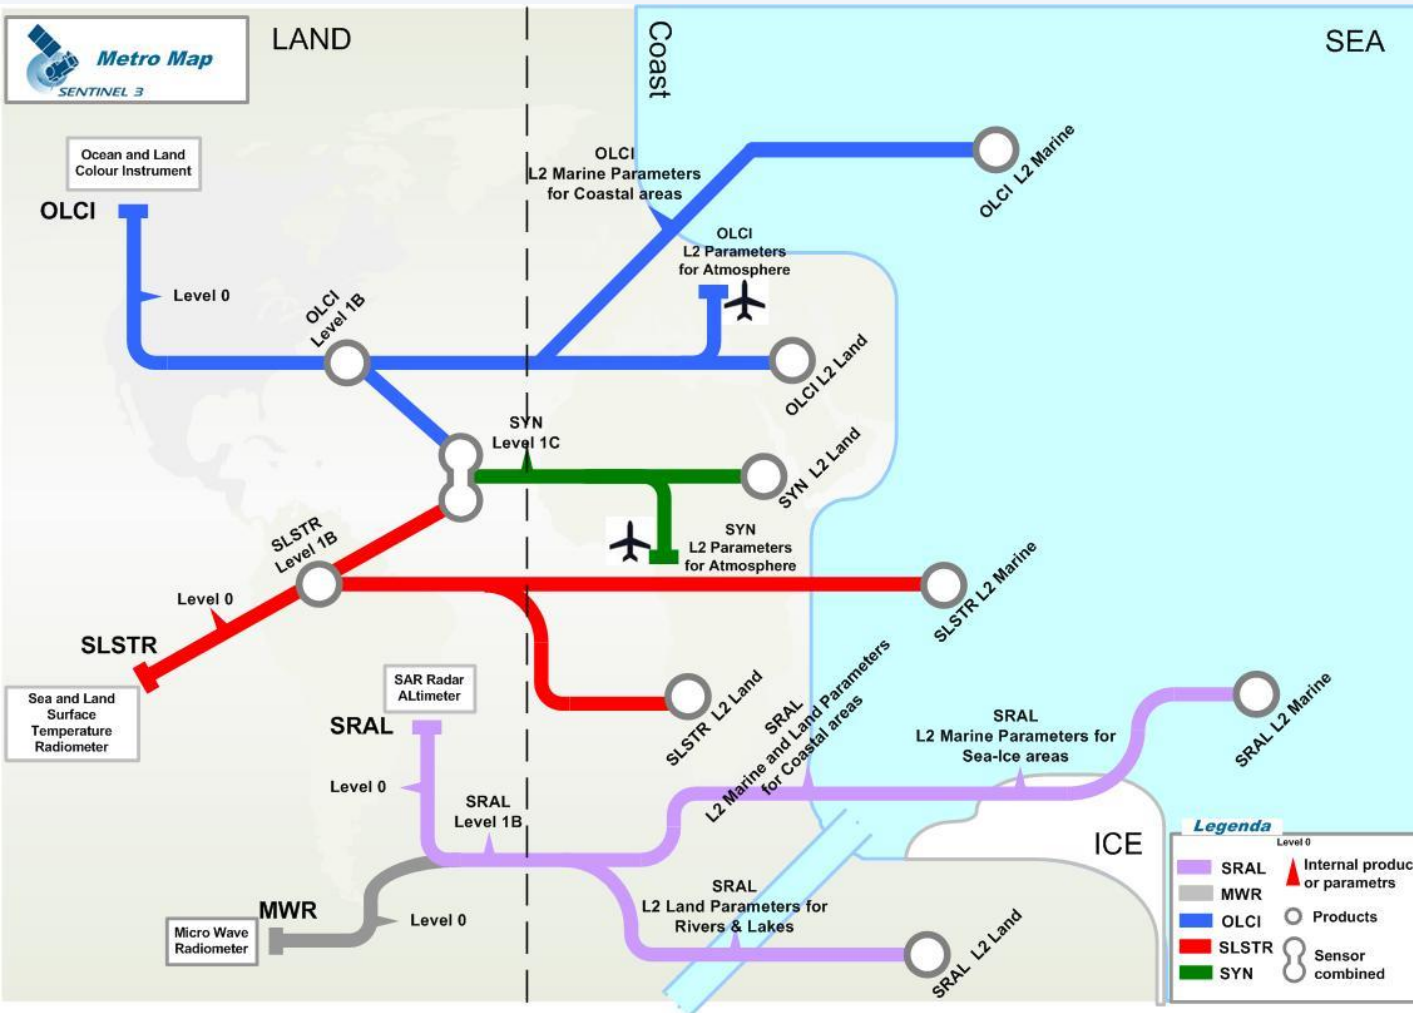 Metro Map
SENTINEL 3
LAND
Coast
SEA
Ocean and Land
Colour Instrument
OLCI
Level 0
OLCI
Level 1B
OLCI
L2 Marine Parameters
for Coastal areas
OLCI L2 Marine
OLCI
L2 Parameters
for Atmosphere
OLCI L2 Land
SYN
Level 1C
SYN L2 Land
SYN
L2 Parameters
for Atmosphere
SLSTR
Level 1B
Level 0
SLSTR
Sea and Land
Surface
Temperature
Radiometer
SLSTR L2 Marine
SLSTR L2 Land
SAR Radar
ALtimeter
SRAL
Level 0
SRAL
Level 1B
SRAL
L2 Marine and Land Parameters
for Coastal areas
SRAL
L2 Marine Parameters for
Sea-Ice areas
SRAL L2 Marine
ICE
MWR
Micro Wave
Radiometer
Level 0
SRAL
L2 Land Parameters for
Rivers & Lakes
SRAL L2 Land
Legenda
SRAL
MWR
OLCI
SLSTR
SYN
Level 0
Internal produc
or parametrs
Products
Sensor
combined